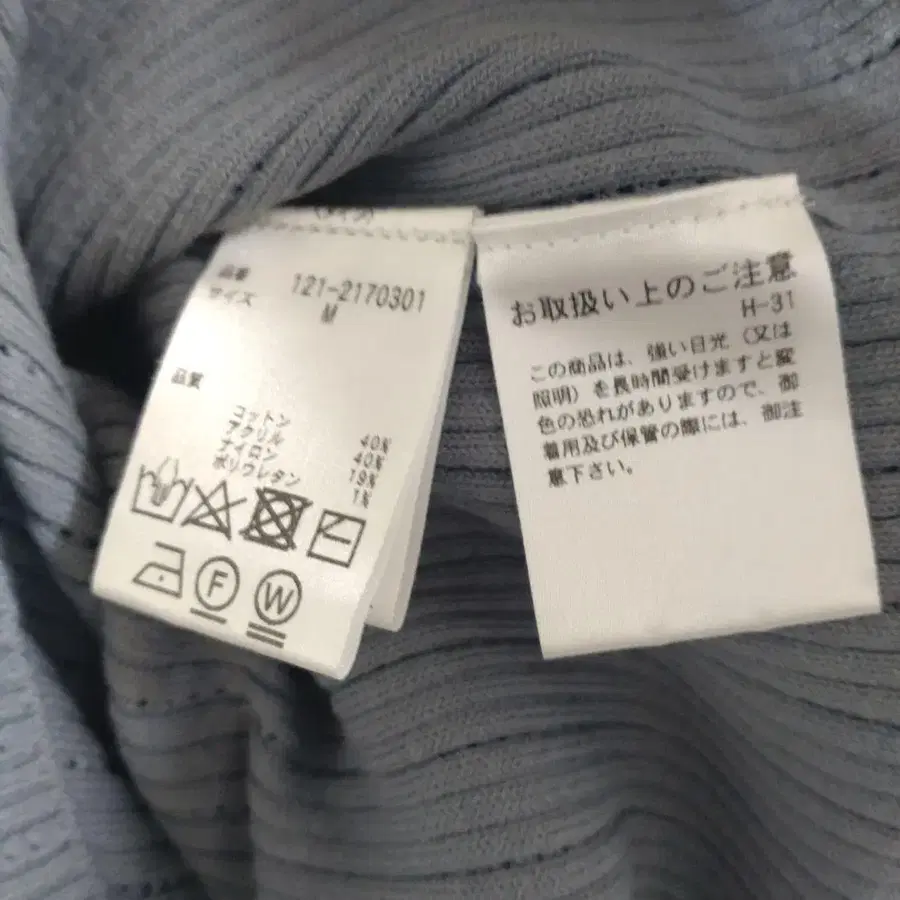 品番 121-2170301
サイズ M
品質
コットン 40%
アクリル 40%
ナイロン 19%
ポリウレタン 1%
F
W
お取扱い上のご注意
H-31
この商品は、強い日光（又は
照明）を長時間受けますと変
色の恐れがありますので、御
着用及び保管の際には、御注
意下さい。